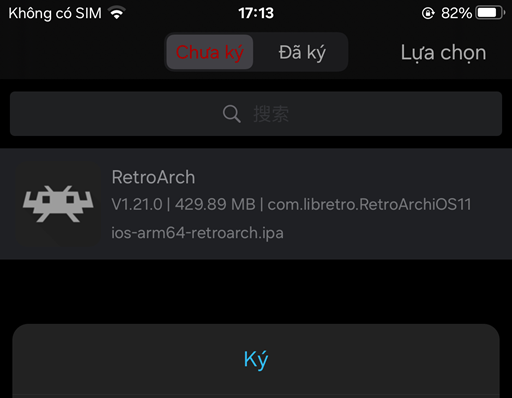 Không có SIM 17:13 82%
Chưa ký Đã ký Lựa chọn
搜索
RetroArch
V1.21.0 | 429.89 MB | com.libretro.RetroArchiOS11
ios-arm64-retroarch.ipa
Ký